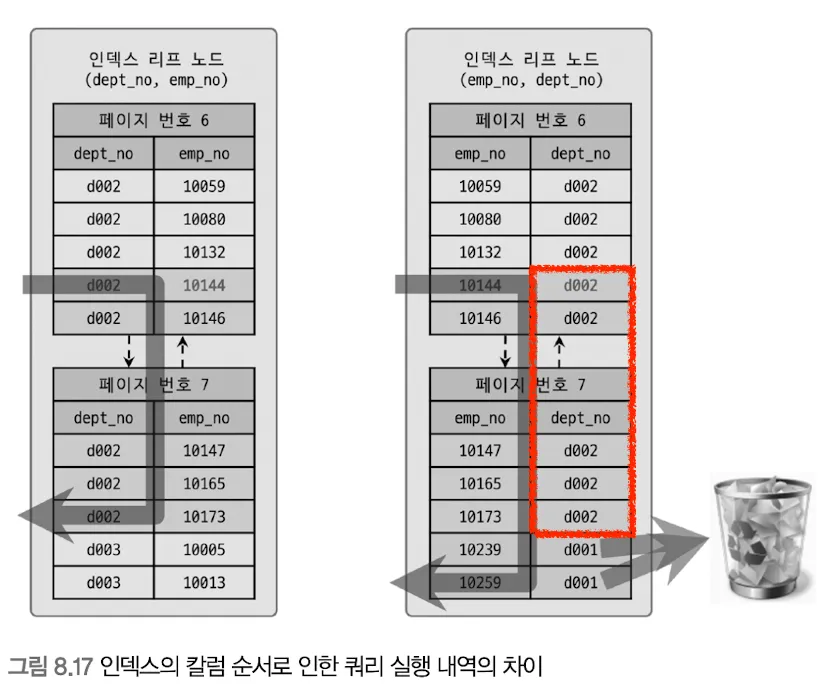 인덱스 리프 노드
(dept_no, emp_no)
페이지 번호 6
dept_no emp_no
d002 10059
d002 10080
d002 10132
d002 10144
d002 10146
페이지 번호 7
dept_no emp_no
d002 10147
d002 10165
d002 10173
d003 10005
d003 10013
인덱스 리프 노드
(emp_no, dept_no)
페이지 번호 6
emp_no dept_no
10059 d002
10080 d002
10132 d002
10144 d002
10146 d002
페이지 번호 7
emp_no dept_no
10147 d002
10165 d002
10173 d002
10239 d001
10259 d001
그림 8.17 인덱스의 칼럼 순서로 인한 쿼리 실행 내역의 차이